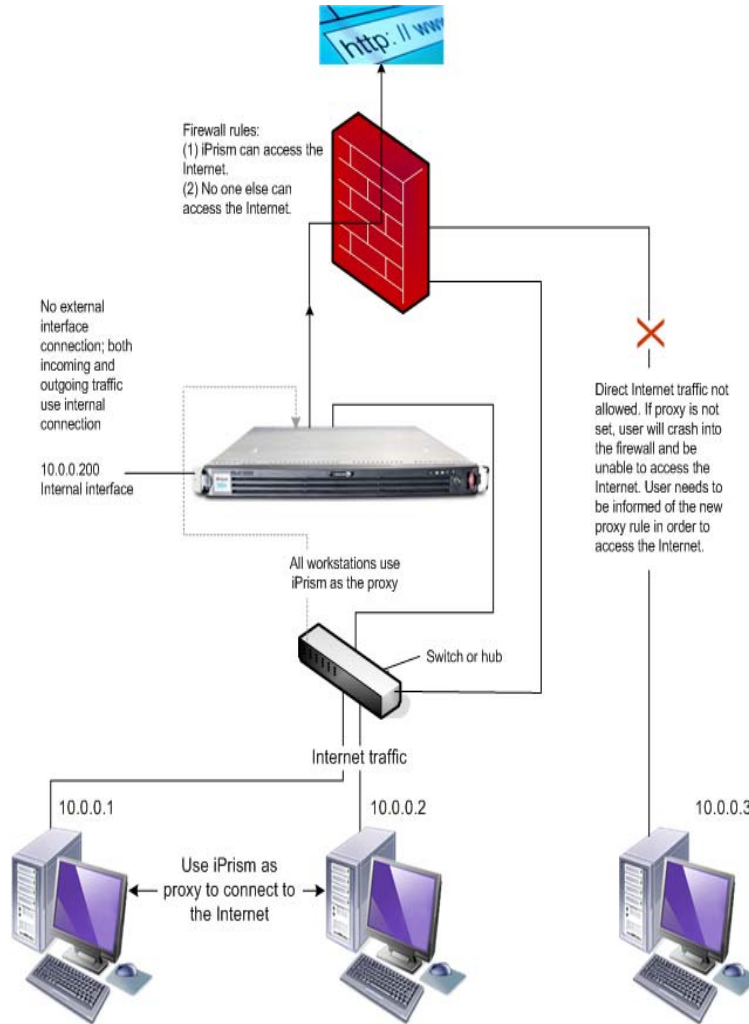 http: // www
Firewall rules:
(1) iPrism can access the
Internet.
(2) No one else can
access the Internet.
No external
interface
connection; both
incoming and
outgoing traffic
use internal
connection
10.0.0.200
Internal interface
Direct Internet traffic not
allowed. If proxy is not
set, user will crash into
the firewall and be
unable to access the
Internet. User needs to
be informed of the new
proxy rule in order to
access the Internet.
All workstations use
iPrism as the proxy
Switch or hub
Internet traffic
10.0.0.1
10.0.0.2
10.0.0.3
Use iPrism as
proxy to connect to
the Internet